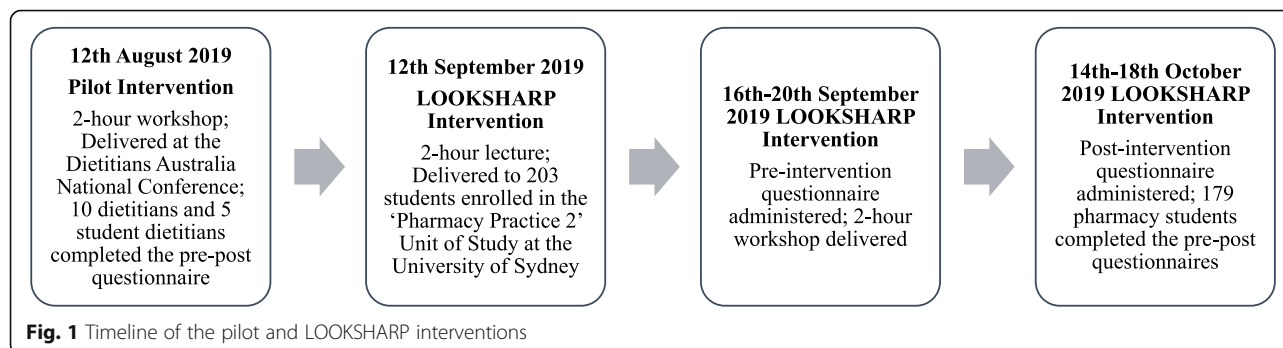 12th August 2019
Pilot Intervention
2-hour workshop;
Delivered at the
Dietitians Australia
National Conference;
10 dietitians and 5
student dietitians
completed the pre-post
questionnaire
12th September 2019
LOOKSHARP
Intervention
2-hour lecture;
Delivered to 203
students enrolled in the
‘Pharmacy Practice 2’
Unit of Study at the
University of Sydney
16th-20th September
2019 LOOKSHARP
Intervention
Pre-intervention
questionnaire
administered; 2-hour
workshop delivered
14th-18th October
2019 LOOKSHARP
Intervention
Post-intervention
questionnaire
administered; 179
pharmacy students
completed the pre-post
questionnaires
Fig. 1 Timeline of the pilot and LOOKSHARP interventions